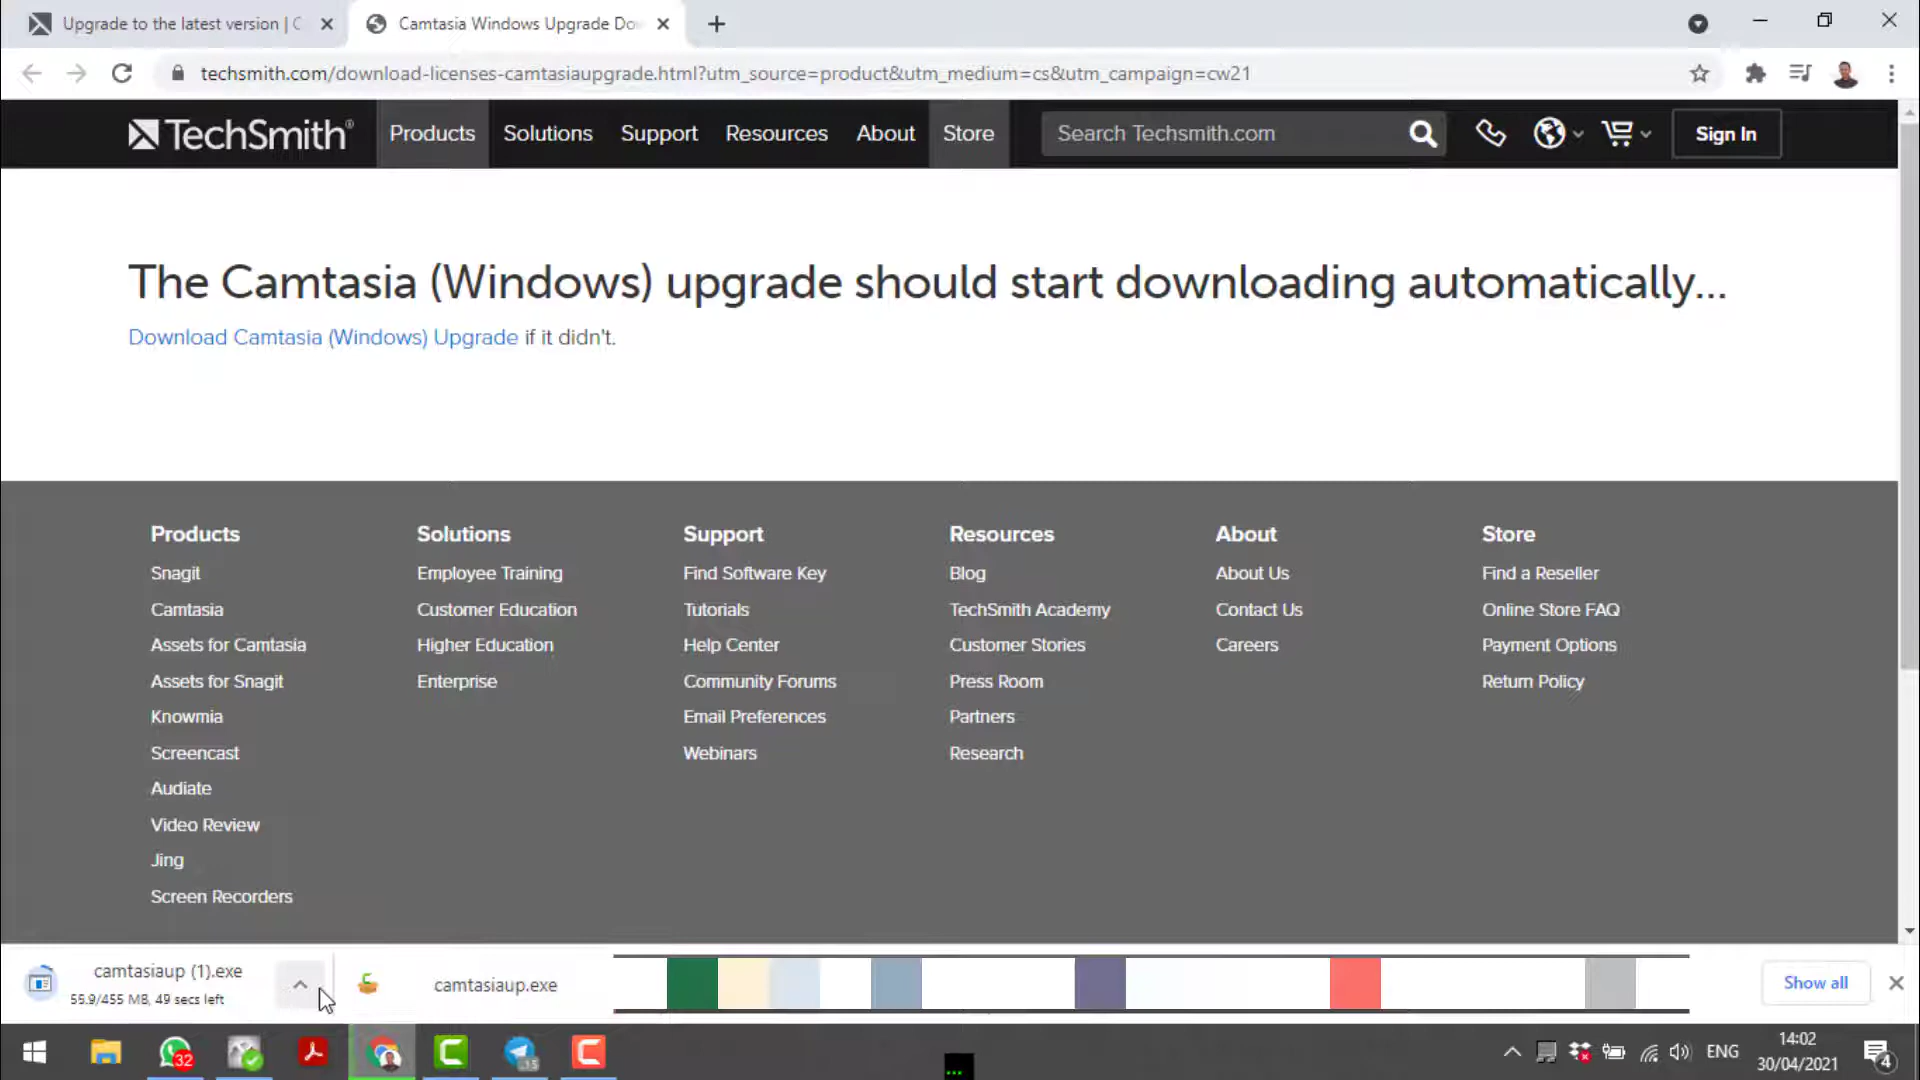 Upgrade to the latest version | C
Camtasia Windows Upgrade Do
techsmith.com/download-licenses-camtasiaupgrade.html?utm_source=product&utm_medium=cs&utm_campaign=cw21
TechSmith®
Products
Solutions
Support
Resources
About
Store
Search Techsmith.com
Sign In
The Camtasia (Windows) upgrade should start downloading automatically...
Download Camtasia (Windows) Upgrade if it didn't.
Products
Snagit
Camtasia
Assets for Camtasia
Assets for Snagit
Knowmia
Screencast
Audiate
Video Review
Jing
Screen Recorders
Solutions
Employee Training
Customer Education
Higher Education
Enterprise
Support
Find Software Key
Tutorials
Help Center
Community Forums
Email Preferences
Webinars
Resources
Blog
TechSmith Academy
Customer Stories
Press Room
Partners
Research
About
About Us
Contact Us
Careers
Store
Find a Reseller
Online Store FAQ
Payment Options
Return Policy
camtasiaup (1).exe
55.9/455 MB, 49 secs left
camtasiaup.exe
Show all
32
15
...
ENG
14:02
30/04/2021
4